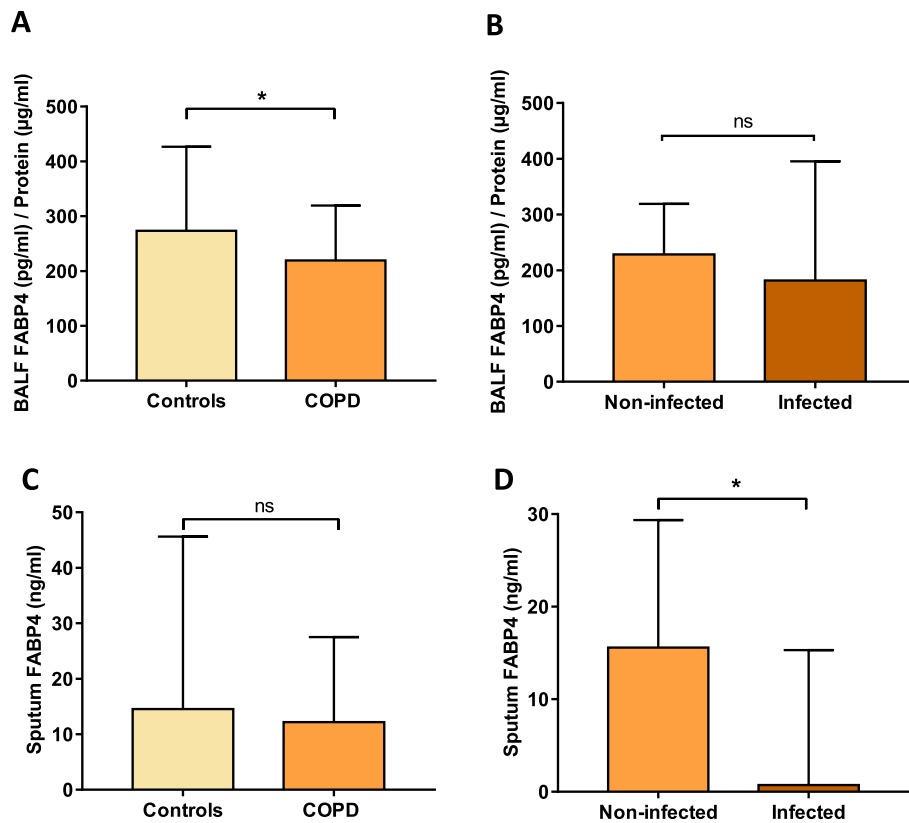 A
BALF FABP4 (pg/ml) / Protein (µg/ml)
500
400
300
200
100
0
*
Controls
COPD
B
BALF FABP4 (pg/ml) / Protein (µg/ml)
500
400
300
200
100
0
ns
Non-infected
Infected
C
Sputum FABP4 (ng/ml)
50
40
30
20
10
0
ns
Controls
COPD
D
Sputum FABP4 (ng/ml)
30
20
10
0
*
Non-infected
Infected